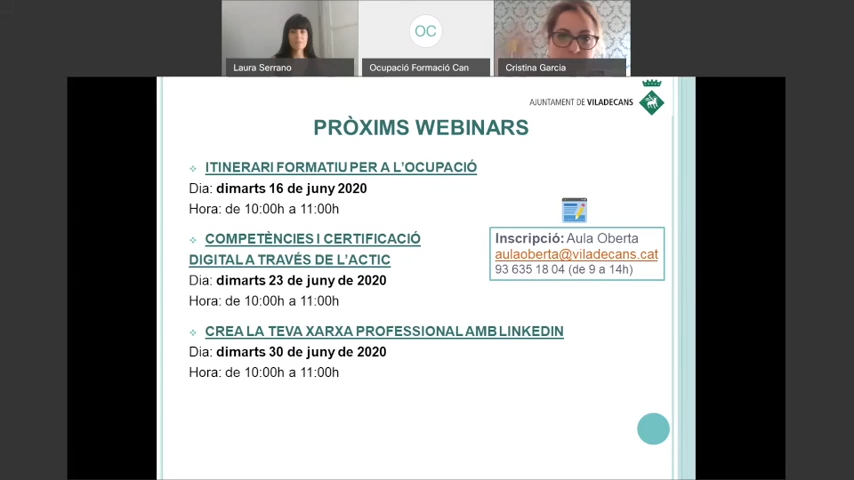 OC
Laura Serrano
Ocupació Formació Can
Cristina Garcia
AJUNTAMENT DE VILADECANS
PRÒXIMS WEBINARS
ITINERARI FORMATIU PER A L'OCUPACIÓ
Dia: dimarts 16 de juny 2020
Hora: de 10:00h a 11:00h
COMPETÈNCIES I CERTIFICACIÓ
DIGITAL A TRAVÉS DE L'ACTIC
Dia: dimarts 23 de juny de 2020
Hora: de 10:00h a 11:00h
CREA LA TEVA XARXA PROFESSIONAL AMB LINKEDIN
Dia: dimarts 30 de juny de 2020
Hora: de 10:00h a 11:00h
Inscripció: Aula Oberta
aulaoberta@viladecans.cat
93 635 18 04 (de 9 a 14h)